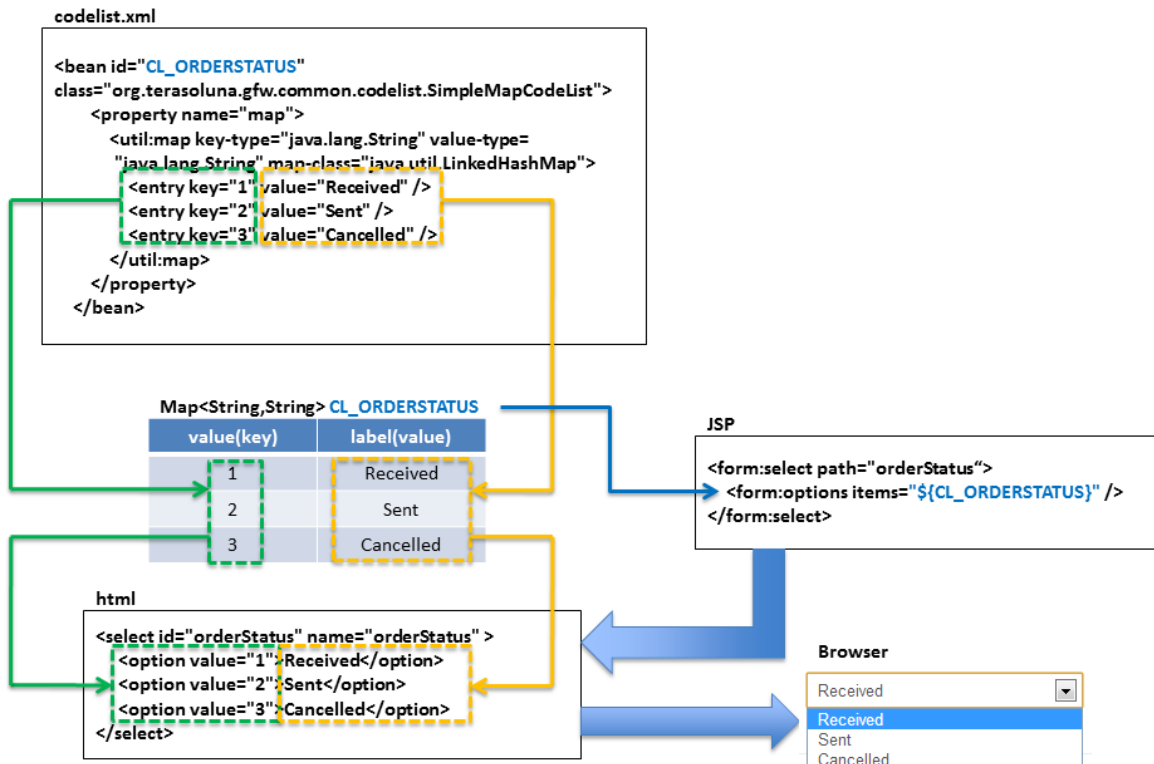 codelist.xml
<bean id="CL_ORDERSTATUS"
class="org.terasoluna.gfw.common.codelist.SimpleMapCodeList">
<property name="map">
<util:map key-type="java.lang.String" value-type=
"java.lang.String" map-class="java.util.LinkedHashMap">
<entry key="1" value="Received" />
<entry key="2" value="Sent" />
<entry key="3" value="Cancelled" />
</util:map>
</property>
</bean>
Map<String,String> CL_ORDERSTATUS
value(key) label(value)
1 Received
2 Sent
3 Cancelled
JSP
<form:select path="orderStatus“>
<form:options items="${CL_ORDERSTATUS}" />
</form:select>
html
<select id="orderStatus" name="orderStatus" >
<option value="1">Received</option>
<option value="2">Sent</option>
<option value="3">Cancelled</option>
</select>
Browser
Received
Received
Sent
Cancelled